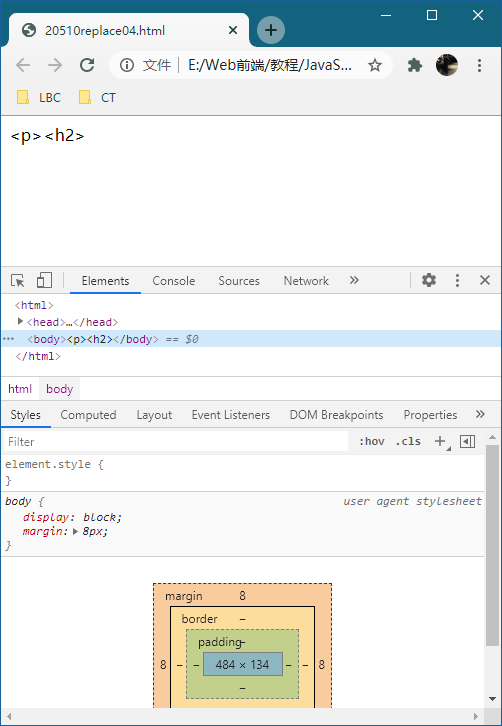 20510replace04.html
文件 | E:/Web前端/教程/JavaS...
LBC CT
<p><h2>
Elements Console Sources Network
<html>
<head>…</head>
<body><p><h2></body> == $0
</html>
html body
Styles Computed Layout Event Listeners DOM Breakpoints Properties
Filter :hov .cls
element.style {
}
body { user agent stylesheet
display: block;
margin: 8px;
}
margin 8
border –
padding –
8 – – 484 × 134 – – 8
–